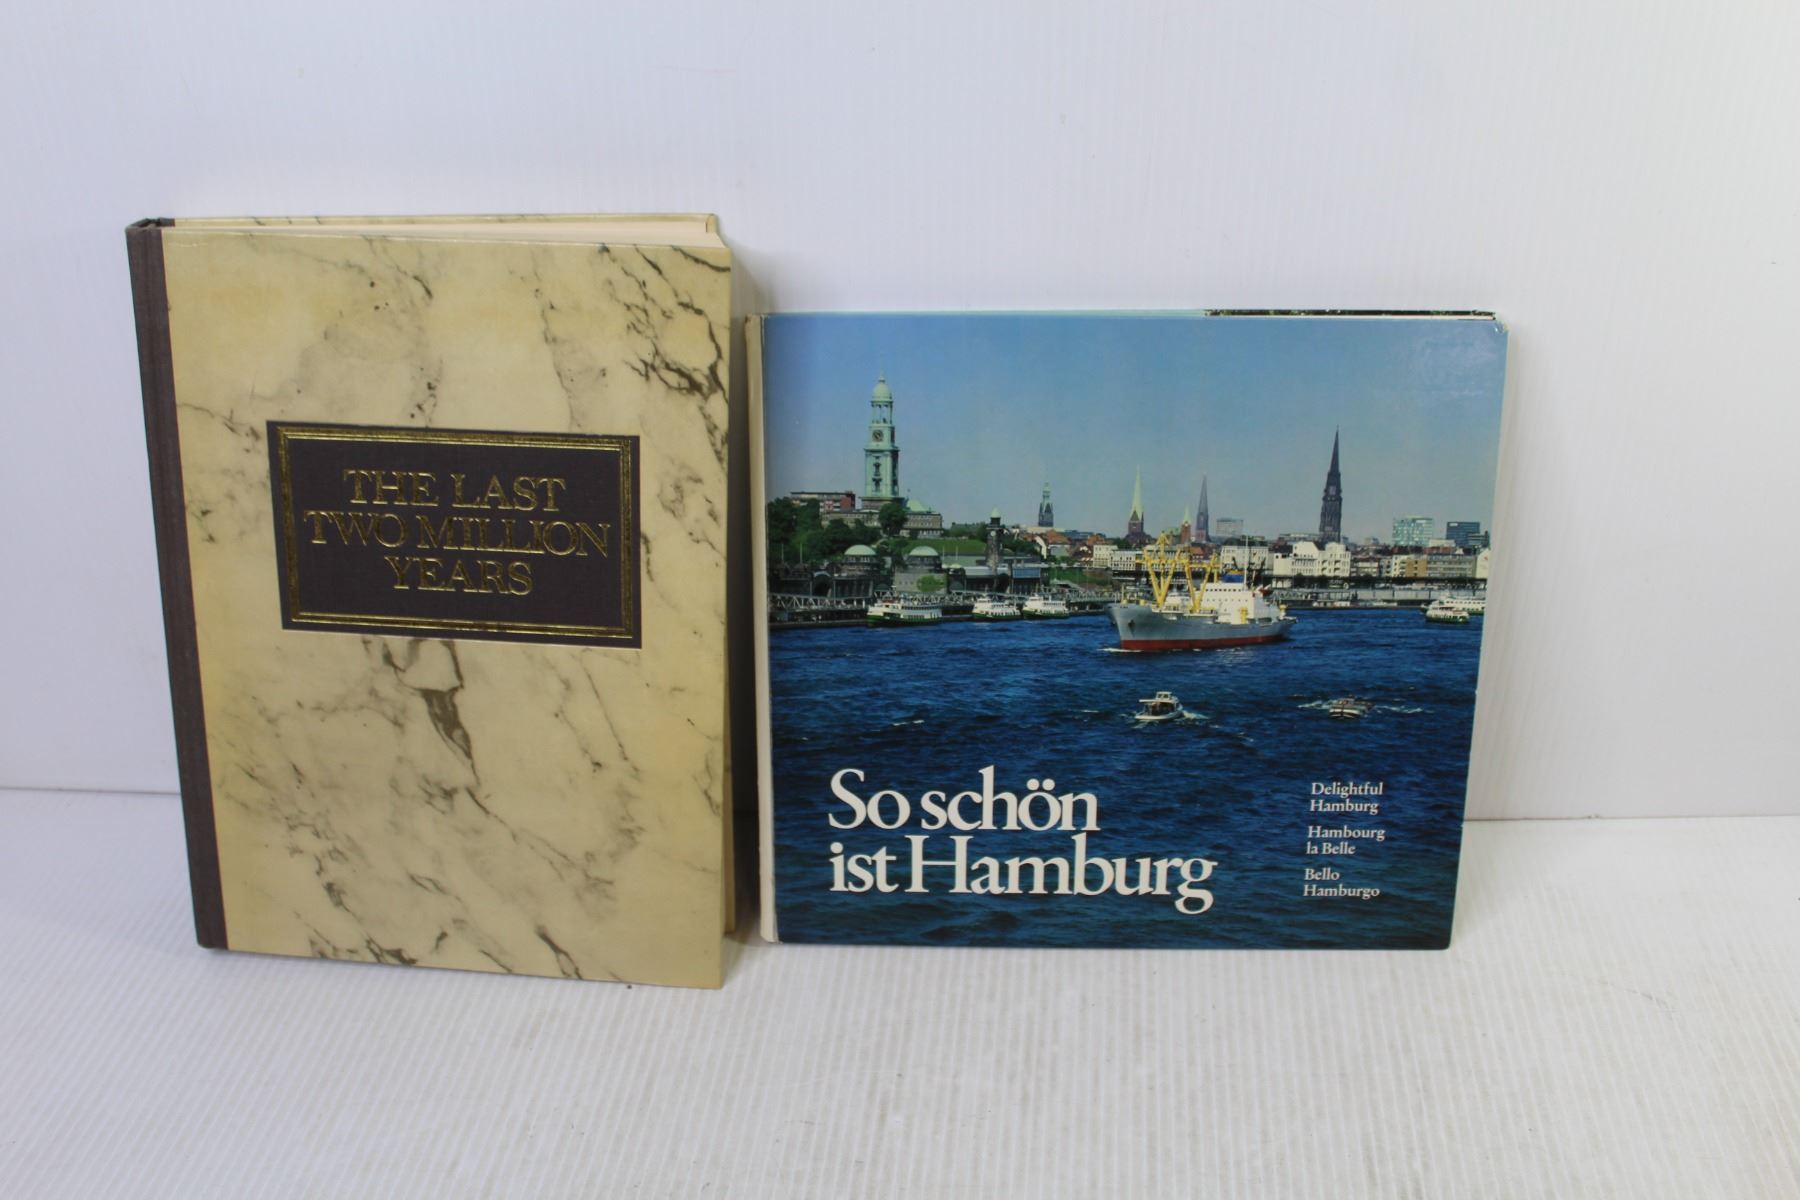 THE LAST
TWO MILLION
YEARS
So schön
ist Hamburg
Delightful
Hamburg
Hambourg
la Belle
Bello
Hamburgo